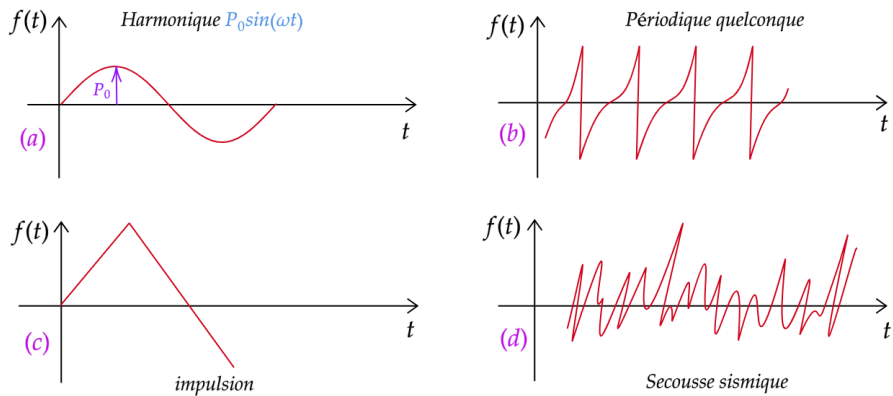 f(t)
Harmonique P₀sin(ωt)
P₀
t
(a)
f(t)
Périodique quelconque
t
(b)
f(t)
t
(c)
impulsion
f(t)
t
(d)
Secousse sismique